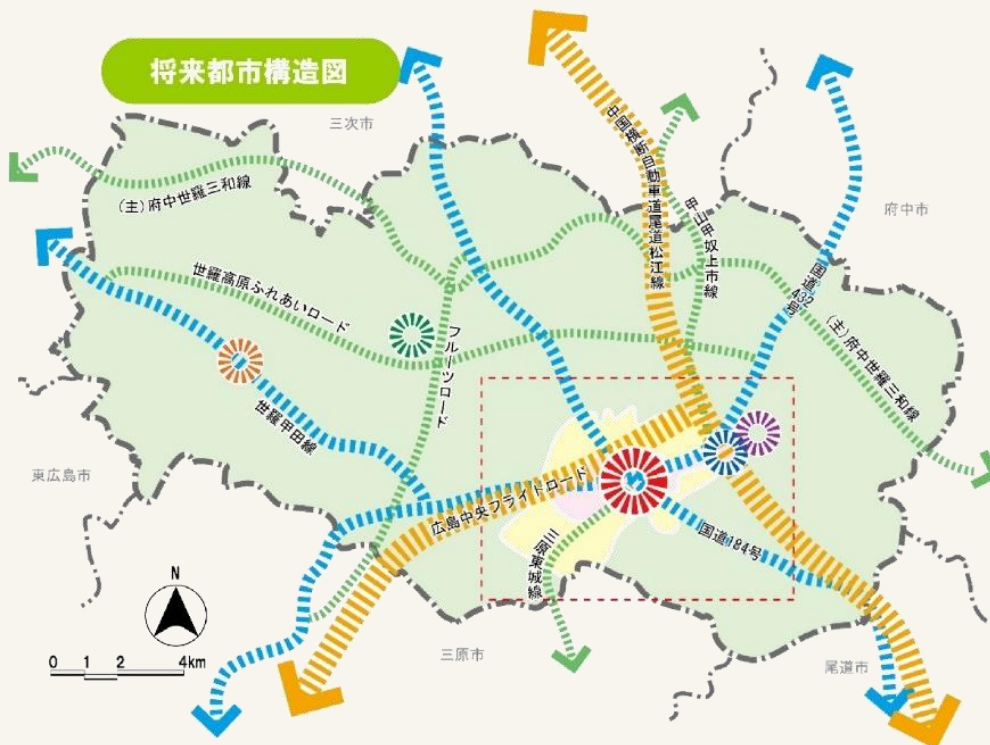 将来都市構造図
三次市
中国横断自動車道尾道松江線
甲山甲奴上市線
府中市
(主)府中世羅三和線
国道432号
世羅高原ふれあいロード
フルーツロード
(主)府中世羅三和線
世羅甲田線
東広島市
広島中央フライトロード
国道184号
三原東城線
N
0 1 2 4km
三原市
尾道市